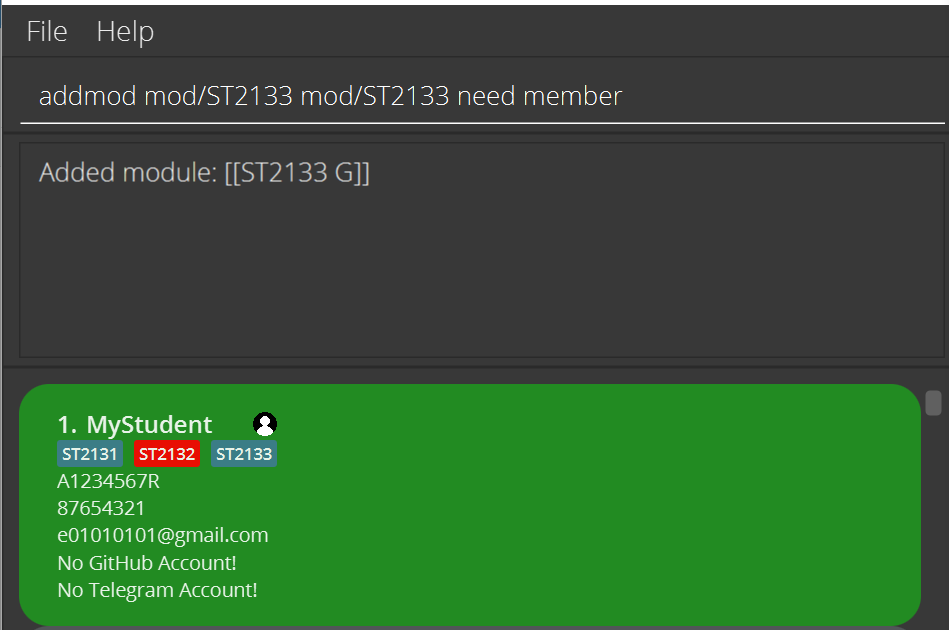 File Help
addmod mod/ST2133 mod/ST2133 need member
Added module: [[ST2133 G]]
1. MyStudent
ST2131 ST2132 ST2133
A1234567R
87654321
e01010101@gmail.com
No GitHub Account!
No Telegram Account!